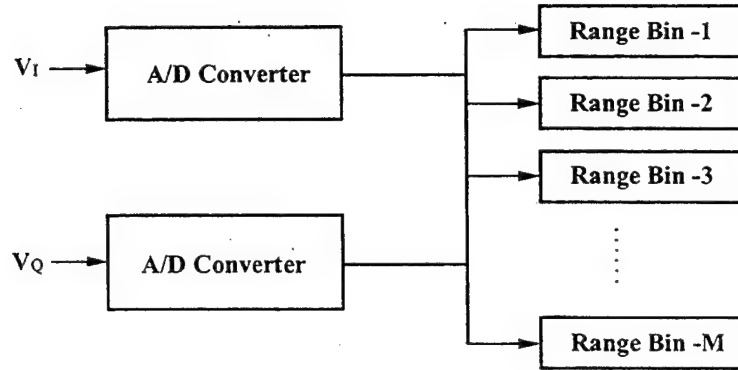 V_I
A/D Converter
V_Q
A/D Converter
Range Bin -1
Range Bin -2
Range Bin -3
Range Bin -M